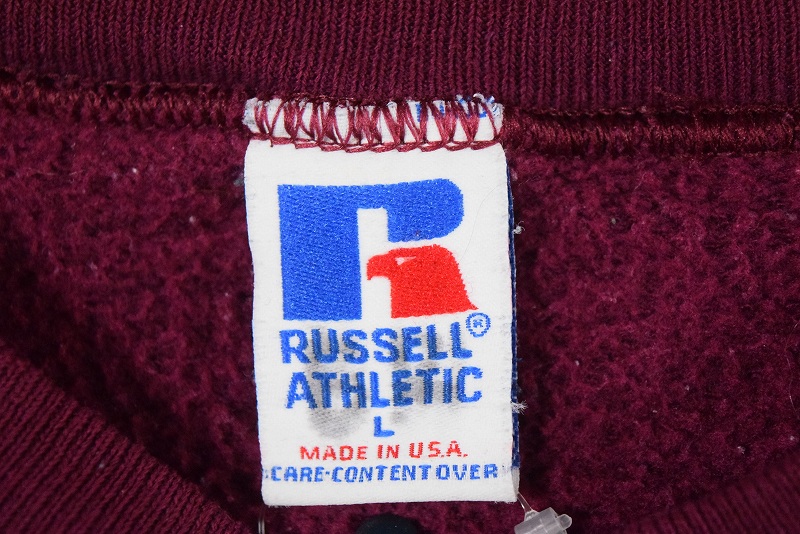 RUSSELL®
ATHLETIC
L
MADE IN U.S.A.
CARE-CONTENT OVER